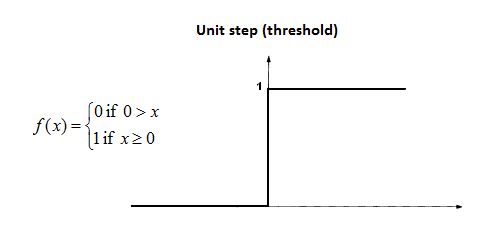 Unit step (threshold)
1
0 if 0 > x
f(x) =
1 if x ≥ 0